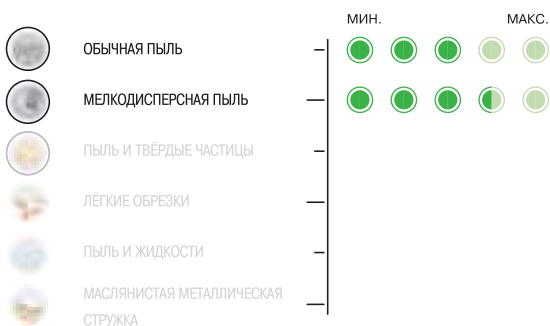 МИН. МАКС.
ОБЫЧНАЯ ПЫЛЬ
МЕЛКОДИСПЕРСНАЯ ПЫЛЬ
ПЫЛЬ И ТВЁРДЫЕ ЧАСТИЦЫ
ЛЁГКИЕ ОБРЕЗКИ
ПЫЛЬ И ЖИДКОСТИ
МАСЛЯНИСТАЯ МЕТАЛЛИЧЕСКАЯ
СТРУЖКА